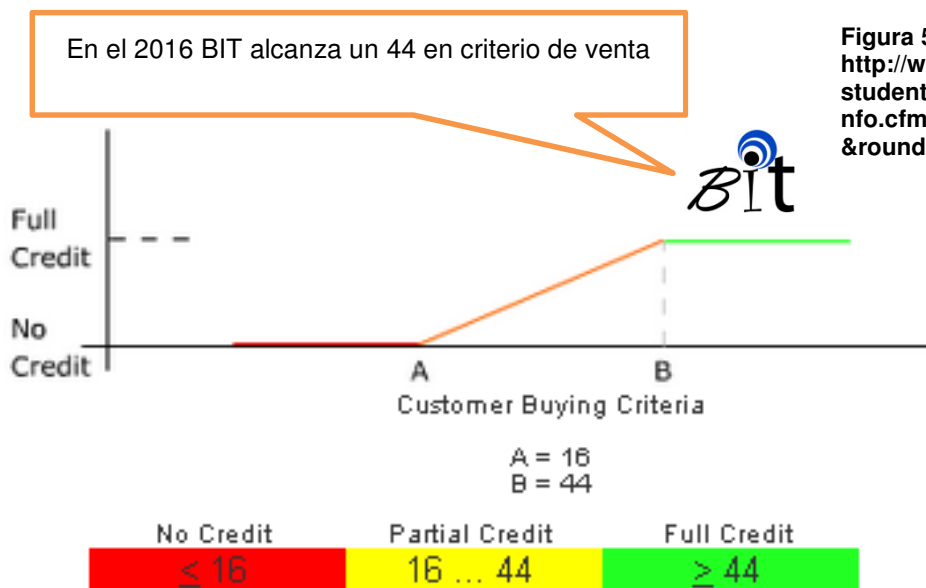 En el 2016 BIT alcanza un 44 en criterio de venta
Figura 5
http://w
student
nfo.cfm
&round
BIt
Full
Credit
No
Credit
A
B
Customer Buying Criteria
A = 16
B = 44
No Credit Partial Credit Full Credit
≤ 16 16 ... 44 ≥ 44